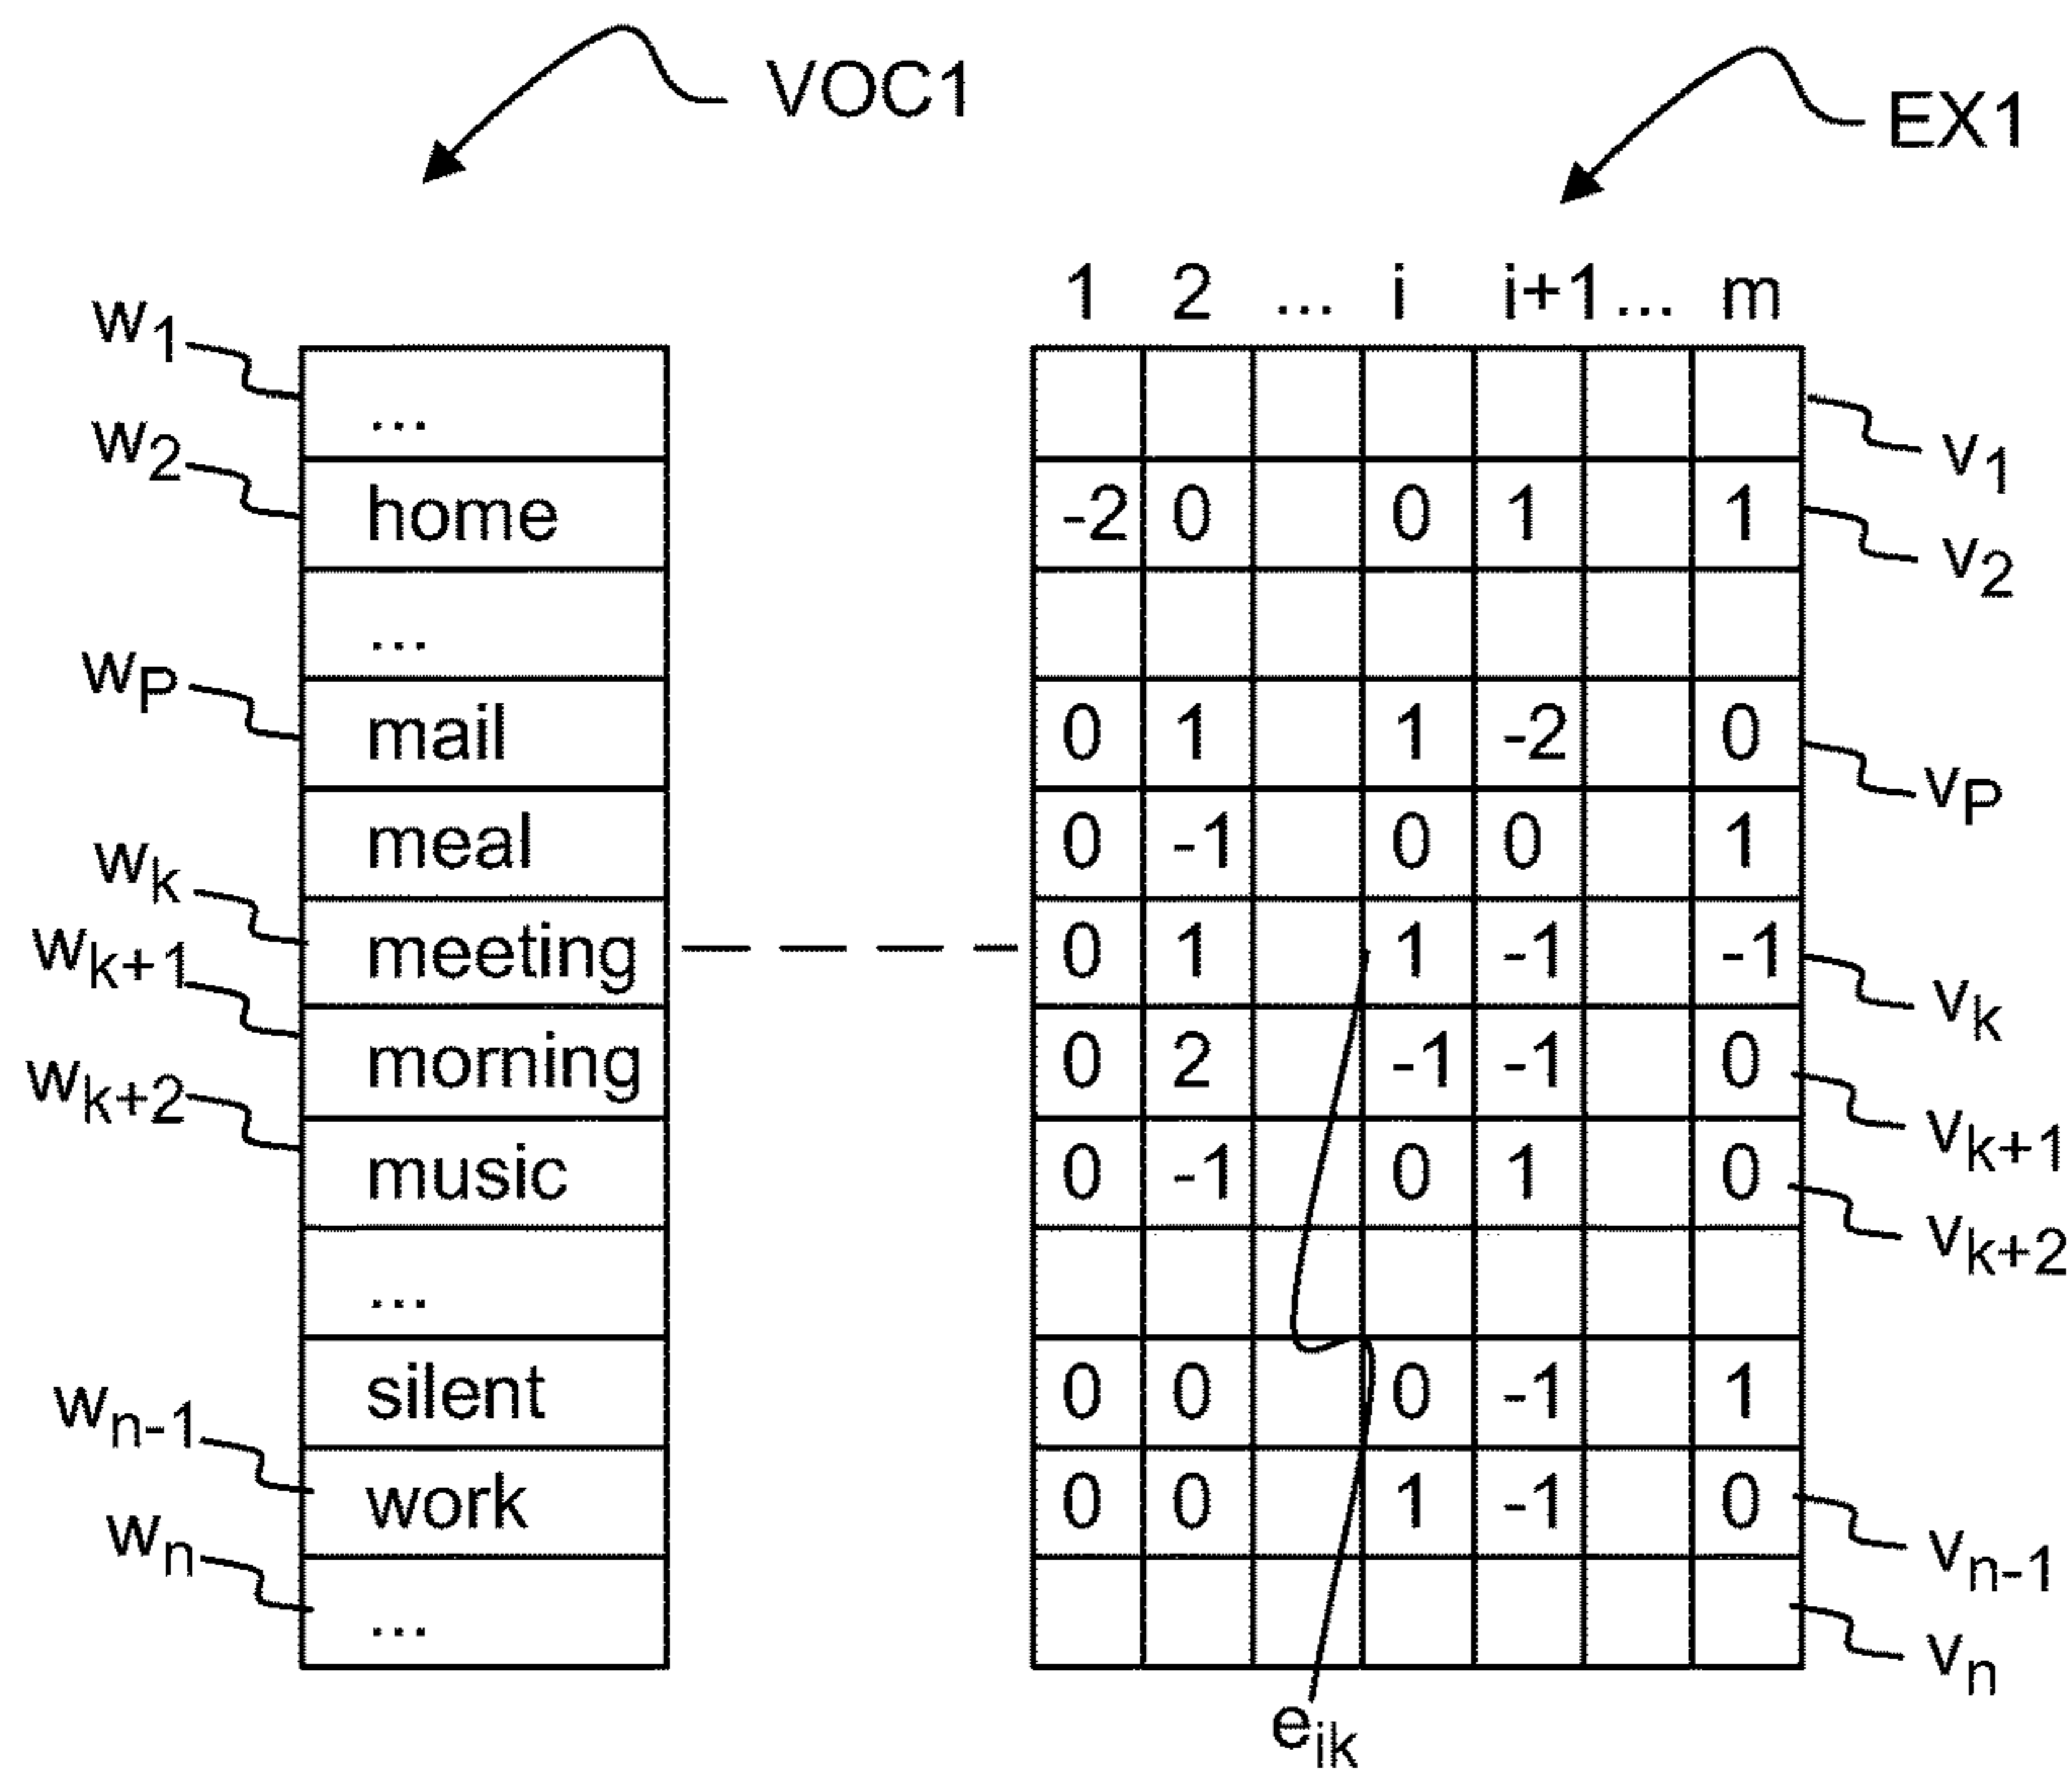 VOC1
EX1
1 2 ... i i+1 ... m
w1 ... v1
w2 home -2 0 0 1 1 v2
...
wP mail 0 1 1 -2 0 vP
meal 0 -1 0 0 1
wk meeting 0 1 1 -1 -1 vk
wk+1 morning 0 2 -1 -1 0 vk+1
wk+2 music 0 -1 0 1 0 vk+2
...
silent 0 0 0 -1 1
wn-1 work 0 0 1 -1 0 vn-1
wn ... vn
eik